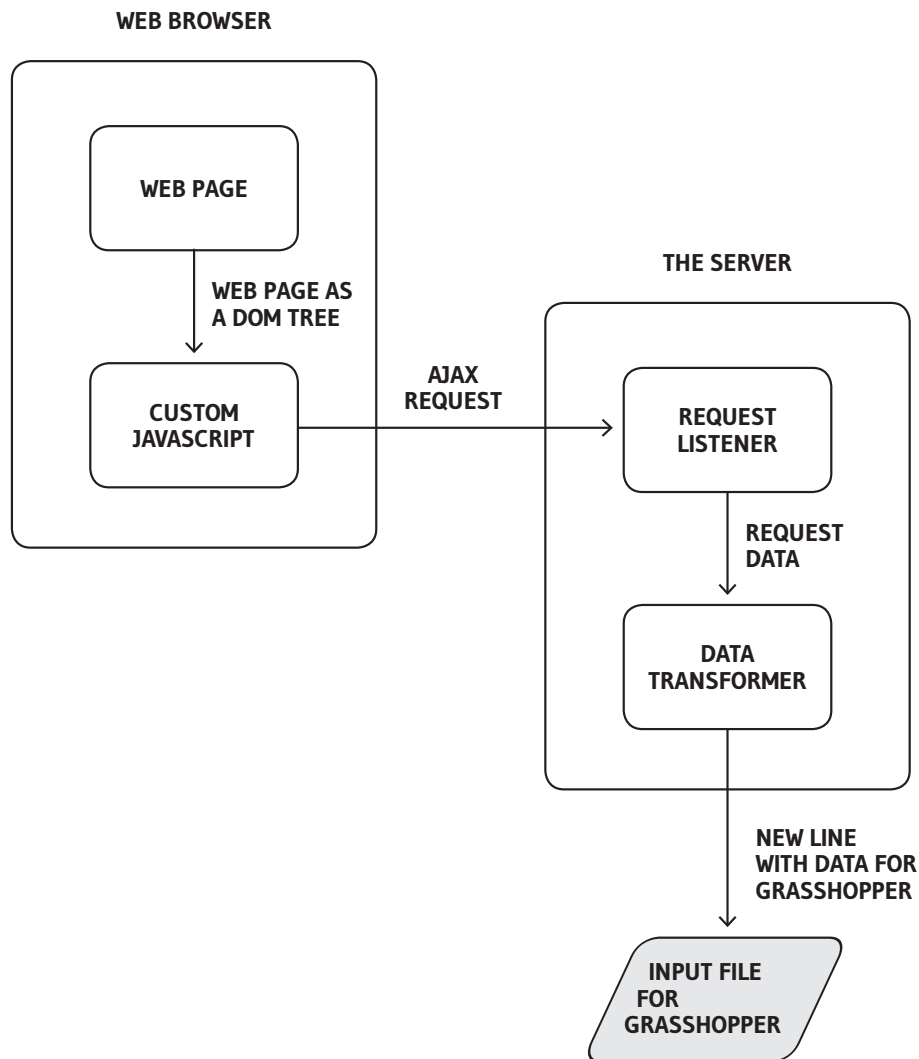 WEB BROWSER
WEB PAGE
WEB PAGE AS
A DOM TREE
CUSTOM
JAVASCRIPT
AJAX
REQUEST
THE SERVER
REQUEST
LISTENER
REQUEST
DATA
DATA
TRANSFORMER
NEW LINE
WITH DATA FOR
GRASSHOPPER
INPUT FILE
FOR
GRASSHOPPER